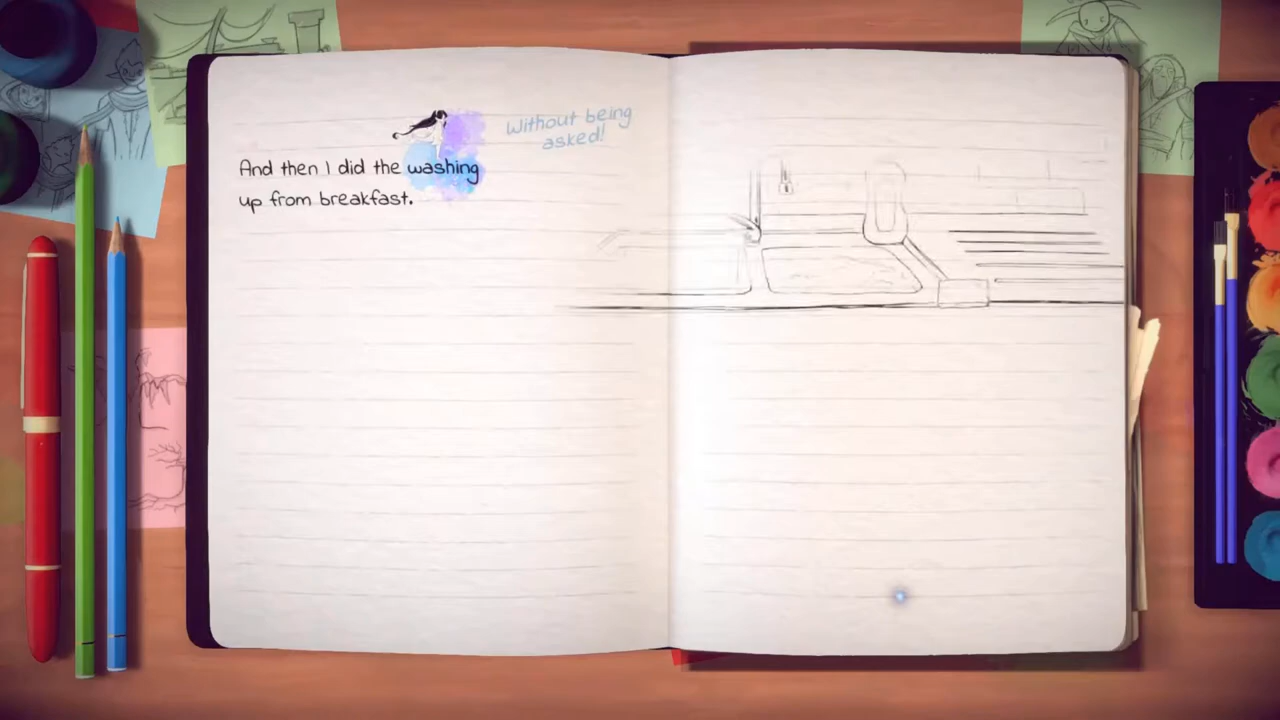 Without being
asked!
And then I did the washing
up from breakfast.